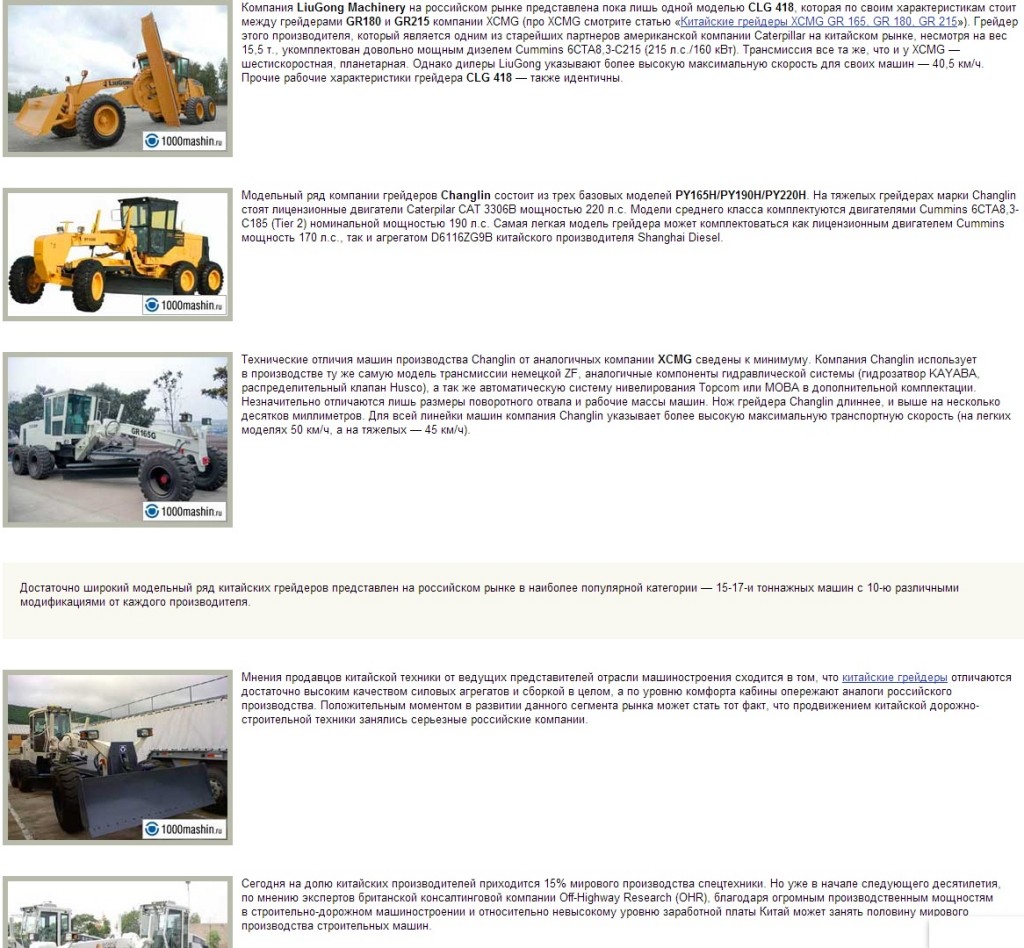 Компания LiuGong Machinery на российском рынке представлена пока лишь одной моделью CLG 418, которая по своим характеристикам стоит
между грейдерами GR180 и GR215 компании XCMG (про XCMG смотрите статью «Китайские грейдеры XCMG GR 165, GR 180, GR 215»). Грейдер
этого производителя, который является одним из старейших партнеров американской компании Caterpillar на китайском рынке, несмотря на вес
15,5 т., укомплектован довольно мощным дизелем Cummins 6CTA8,3-C215 (215 л.с./160 кВт). Трансмиссия все та же, что и у XCMG —
шестискоростная, планетарная. Однако дилеры LiuGong указывают более высокую максимальную скорость для своих машин — 40,5 км/ч.
Прочие рабочие характеристики грейдера CLG 418 — также идентичны.
LiuGong
1000mashin.ru
Модельный ряд компании грейдеров Changlin состоит из трех базовых моделей PY165H/PY190H/PY220H. На тяжелых грейдерах марки Changlin
стоят лицензионные двигатели Caterpilar CAT 3306B мощностью 220 л.с. Модели среднего класса комплектуются двигателями Cummins 6CTA8,3-
C185 (Tier 2) номинальной мощностью 190 л.с. Самая легкая модель грейдера может комплектоваться как лицензионным двигателем Cummins
мощность 170 л.с., так и агрегатом D6116ZG9B китайского производителя Shanghai Diesel.
1000mashin.ru
Технические отличия машин производства Changlin от аналогичных компании XCMG сведены к минимуму. Компания Changlin использует
в производстве ту же самую модель трансмиссии немецкой ZF, аналогичные компоненты гидравлической системы (гидрозатвор KAYABA,
распределительный клапан Husco), а так же автоматическую систему нивелирования Topcom или MOBA в дополнительной комплектации.
Незначительно отличаются лишь размеры поворотного отвала и рабочие массы машин. Нож грейдера Changlin длиннее, и выше на несколько
десятков миллиметров. Для всей линейки машин компания Changlin указывает более высокую максимальную транспортную скорость (на легких
моделях 50 км/ч, а на тяжелых — 45 км/ч).
GR165G
1000mashin.ru
Достаточно широкий модельный ряд китайских грейдеров представлен на российском рынке в наиболее популярной категории — 15-17-и тоннажных машин с 10-ю различными
модификациями от каждого производителя.
Мнения продавцов китайской техники от ведущих представителей отрасли машиностроения сходится в том, что китайские грейдеры отличаются
достаточно высоким качеством силовых агрегатов и сборкой в целом, а по уровню комфорта кабины опережают аналоги российского
производства. Положительным моментом в развитии данного сегмента рынка может стать тот факт, что продвижением китайской дорожно-
строительной техники занялись серьезные российские компании.
1000mashin.ru
Сегодня на долю китайских производителей приходится 15% мирового производства спецтехники. Но уже в начале следующего десятилетия,
по мнению экспертов британской консалтинговой компании Off-Highway Research (OHR), благодаря огромным производственным мощностям
в строительно-дорожном машиностроении и относительно невысокому уровню заработной платы Китай может занять половину мирового
производства строительных машин.